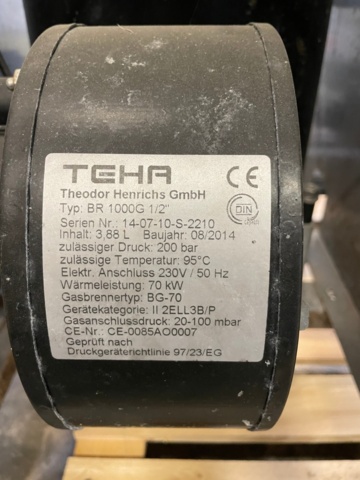 TEHA
CE
Theodor Henrichs GmbH
Typ: BR 1000G 1/2"
DIN
Serien Nr.: 14-07-10-S-2210
Inhalt: 3,88 L Baujahr: 08/2014
zulässiger Druck: 200 bar
zulässige Temperatur: 95°C
Elektr. Anschluss 230V / 50 Hz
Wärmeleistung: 70 kW
Gasbrennertyp: BG-70
Gerätekategorie: II 2ELL3B/P
Gasanschlussdruck: 20-100 mbar
CE-Nr.: CE-0085AO0007
Geprüft nach
Druckgeräterichtlinie 97/23/EG